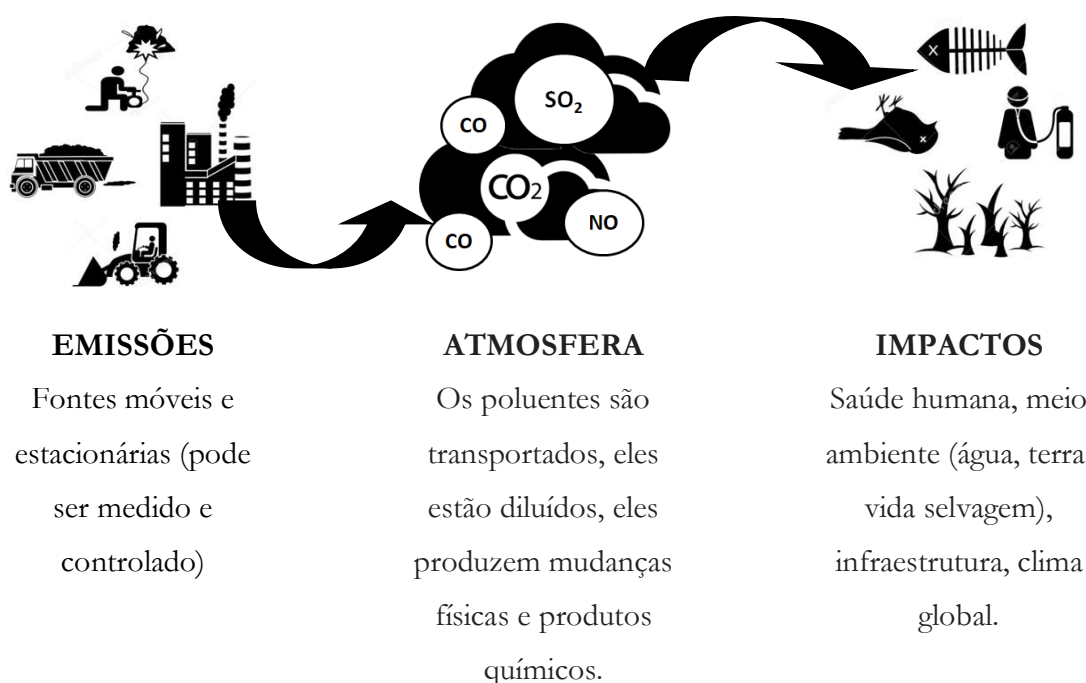 SO₂
CO
CO₂
NO
CO
EMISSÕES
Fontes móveis e
estacionárias (pode
ser medido e
controlado)
ATMOSFERA
Os poluentes são
transportados, eles
estão diluídos, eles
produzem mudanças
físicas e produtos
químicos.
IMPACTOS
Saúde humana, meio
ambiente (água, terra
vida selvagem),
infraestrutura, clima
global.